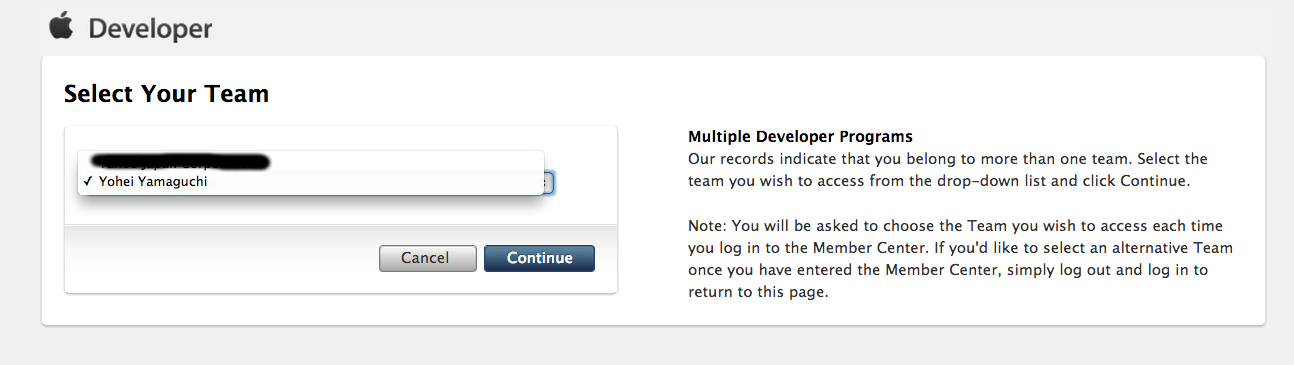 Developer
Select Your Team
✓ Yohei Yamaguchi
Cancel
Continue
Multiple Developer Programs
Our records indicate that you belong to more than one team. Select the
team you wish to access from the drop-down list and click Continue.
Note: You will be asked to choose the Team you wish to access each time
you log in to the Member Center. If you'd like to select an alternative Team
once you have entered the Member Center, simply log out and log in to
return to this page.